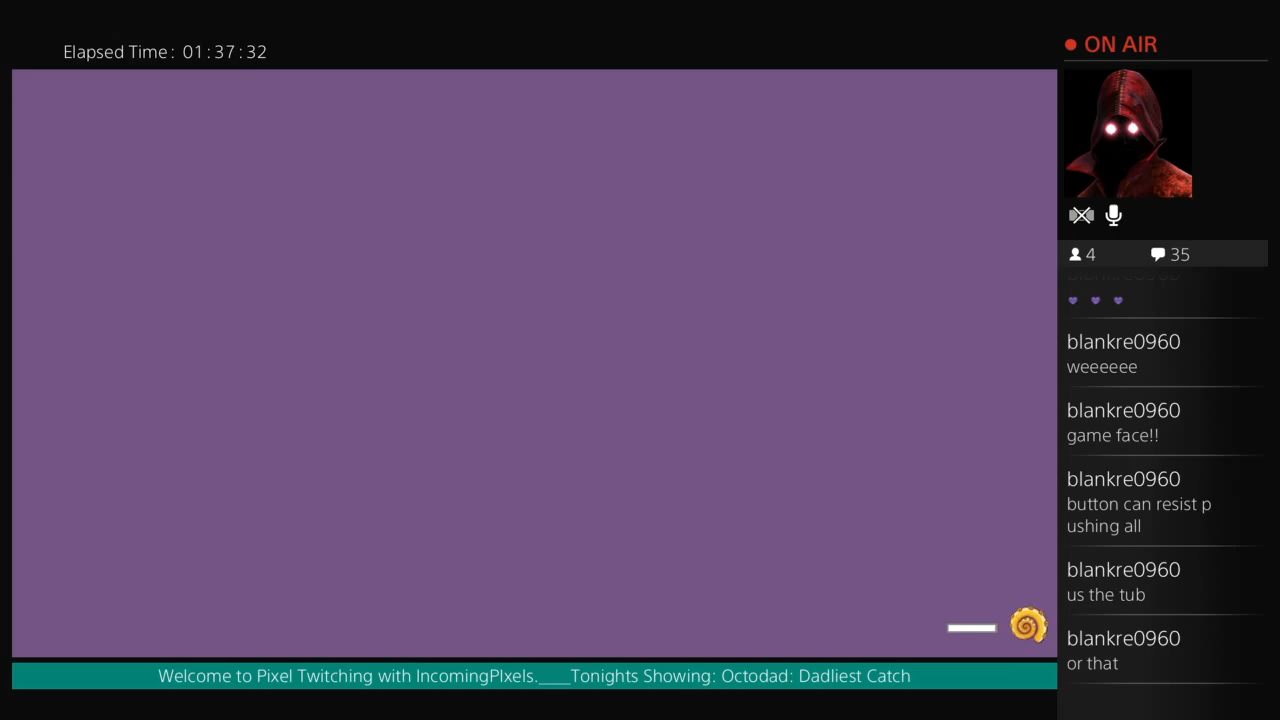 Elapsed Time: 01:37:32
ON AIR
4 35
blankre0960
weeeeee
blankre0960
game face!!
blankre0960
button can resist p
ushing all
blankre0960
us the tub
blankre0960
or that
Welcome to Pixel Twitching with IncomingPIxels.____Tonights Showing: Octodad: Dadliest Catch